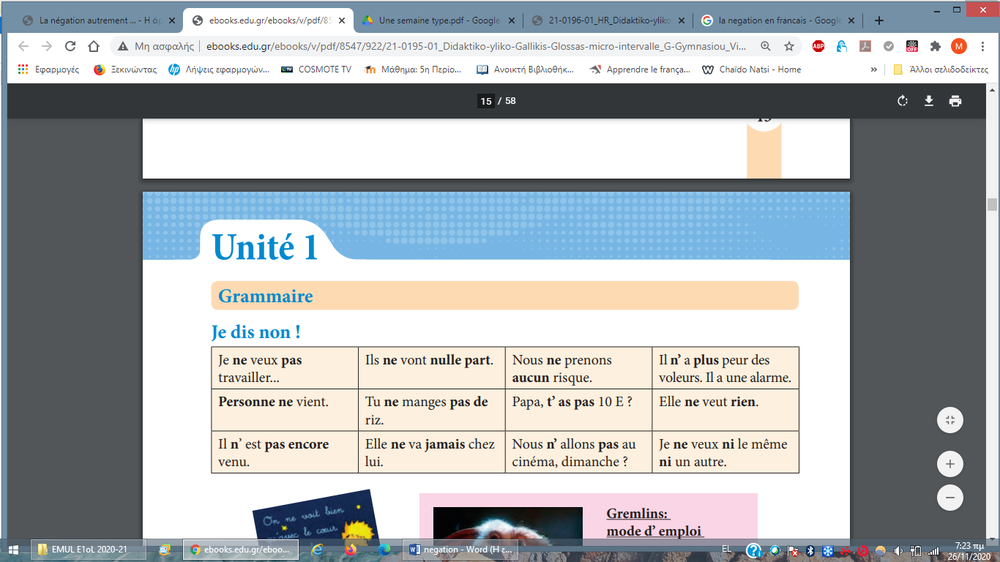 La négation autrement ... - Η άρ
ebooks.edu.gr/ebooks/v/pdf/85
Une semaine type.pdf - Google
21-0196-01_HR_Didaktiko-yliko
la negation en francais - Google
Μη ασφαλής
ebooks.edu.gr/ebooks/v/pdf/8547/922/21-0195-01_Didaktiko-yliko-Gallikis-Glossas-micro-intervalle_G-Gymnasiou_Vi...
ABP
OFF
M
Εφαρμογές
Ξεκινώντας
Λήψεις εφαρμογών...
COSMOTE TV
Μάθημα: 5η Περίο...
Ανοικτή Βιβλιοθήκ...
Apprendre le frança...
Chaïdo Natsi - Home
»
Άλλοι σελιδοδείκτες
15 / 58
Unité 1
Grammaire
Je dis non !
Je ne veux pas
travailler...
Ils ne vont nulle part.
Nous ne prenons
aucun risque.
Il n’ a plus peur des
voleurs. Il a une alarme.
Personne ne vient.
Tu ne manges pas de
riz.
Papa, t’ as pas 10 E ?
Elle ne veut rien.
Il n’ est pas encore
venu.
Elle ne va jamais chez
lui.
Nous n’ allons pas au
cinéma, dimanche ?
Je ne veux ni le même
ni un autre.
On ne voit bien
avec le cœur
Gremlins:
mode d’ emploi
EMUL E1oL 2020-21
ebooks.edu.gr/eboo...
negation - Word (Η ε...
EL
7:23 πμ
26/11/2020